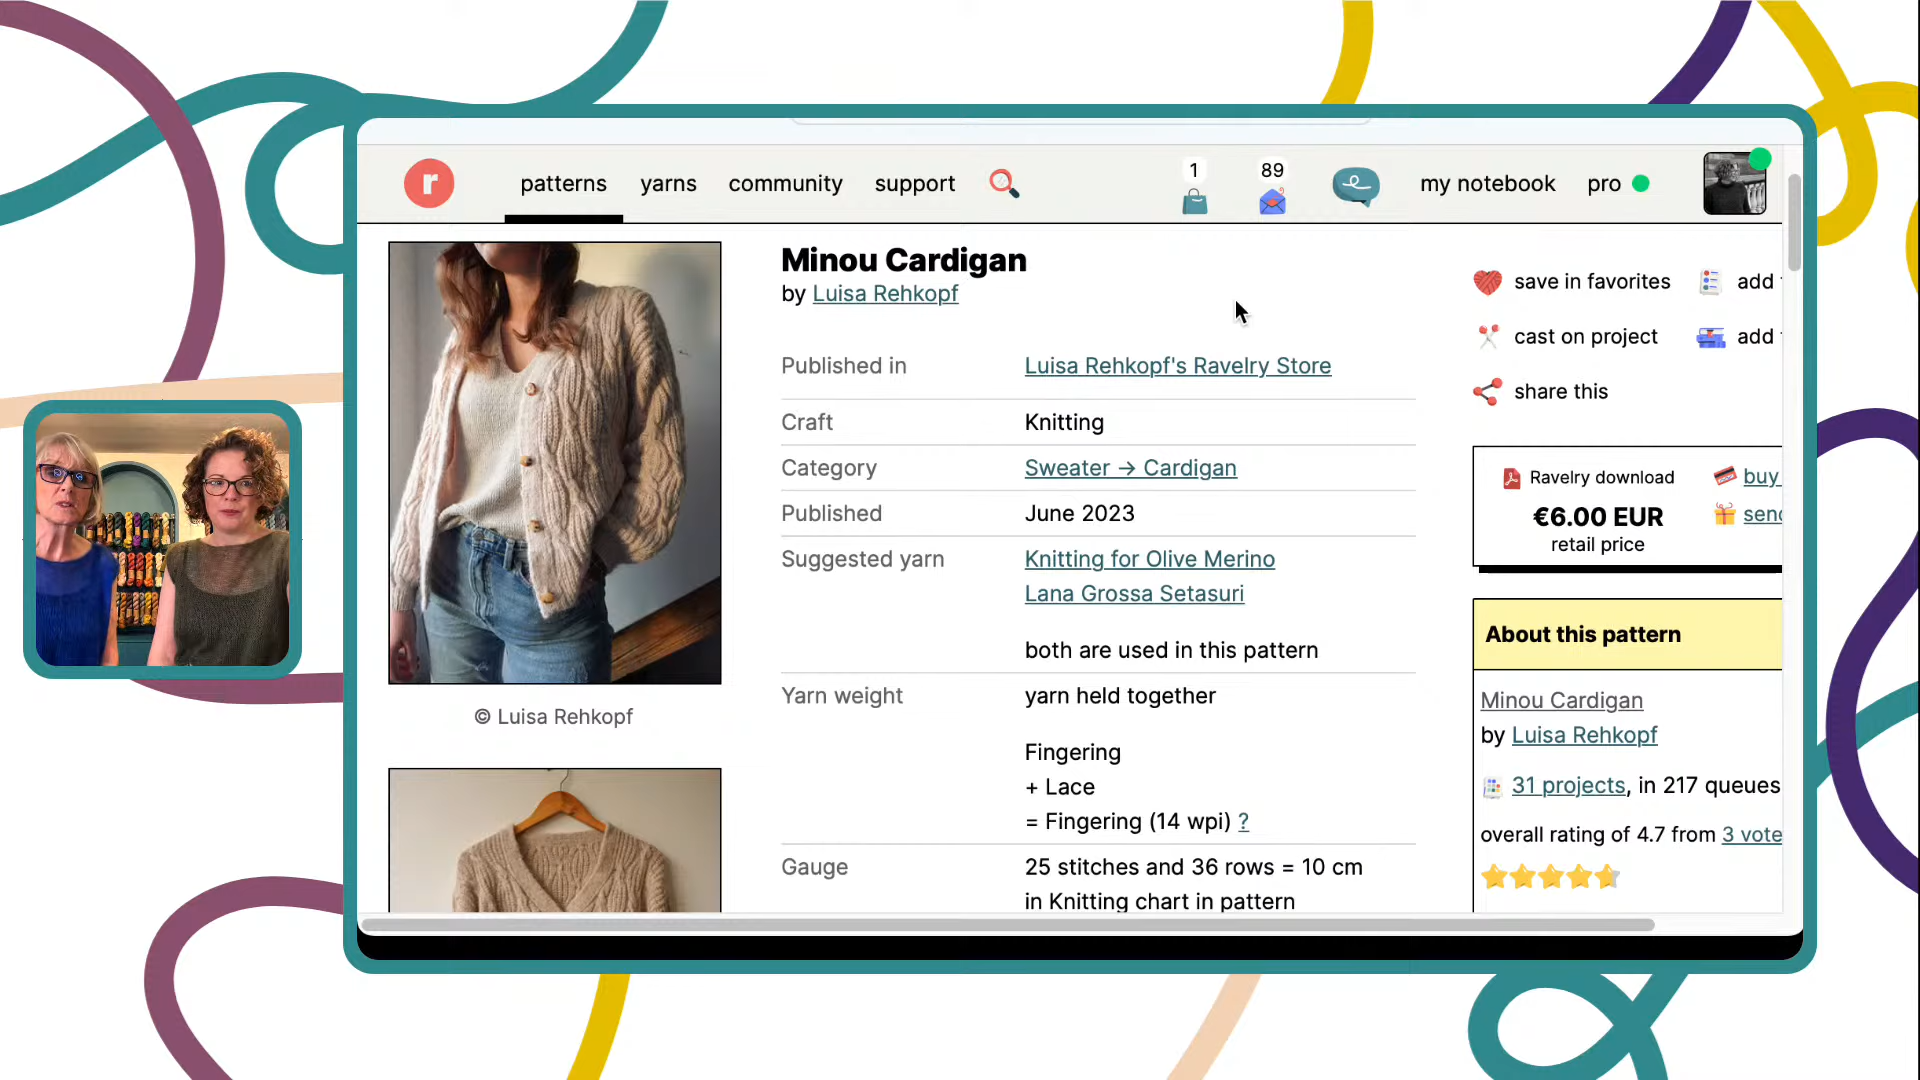 r
patterns
yarns
community
support
1
89
my notebook
pro
Minou Cardigan
by Luisa Rehkopf
Published in
Luisa Rehkopf's Ravelry Store
Craft
Knitting
Category
Sweater → Cardigan
Published
June 2023
Suggested yarn
Knitting for Olive Merino
Lana Grossa Setasuri
both are used in this pattern
Yarn weight
yarn held together
Fingering
+ Lace
= Fingering (14 wpi) ?
Gauge
25 stitches and 36 rows = 10 cm
in Knitting chart in pattern
© Luisa Rehkopf
save in favorites
add
cast on project
add
share this
Ravelry download
€6.00 EUR
retail price
buy
send
About this pattern
Minou Cardigan
by Luisa Rehkopf
31 projects, in 217 queues
overall rating of 4.7 from 3 vote